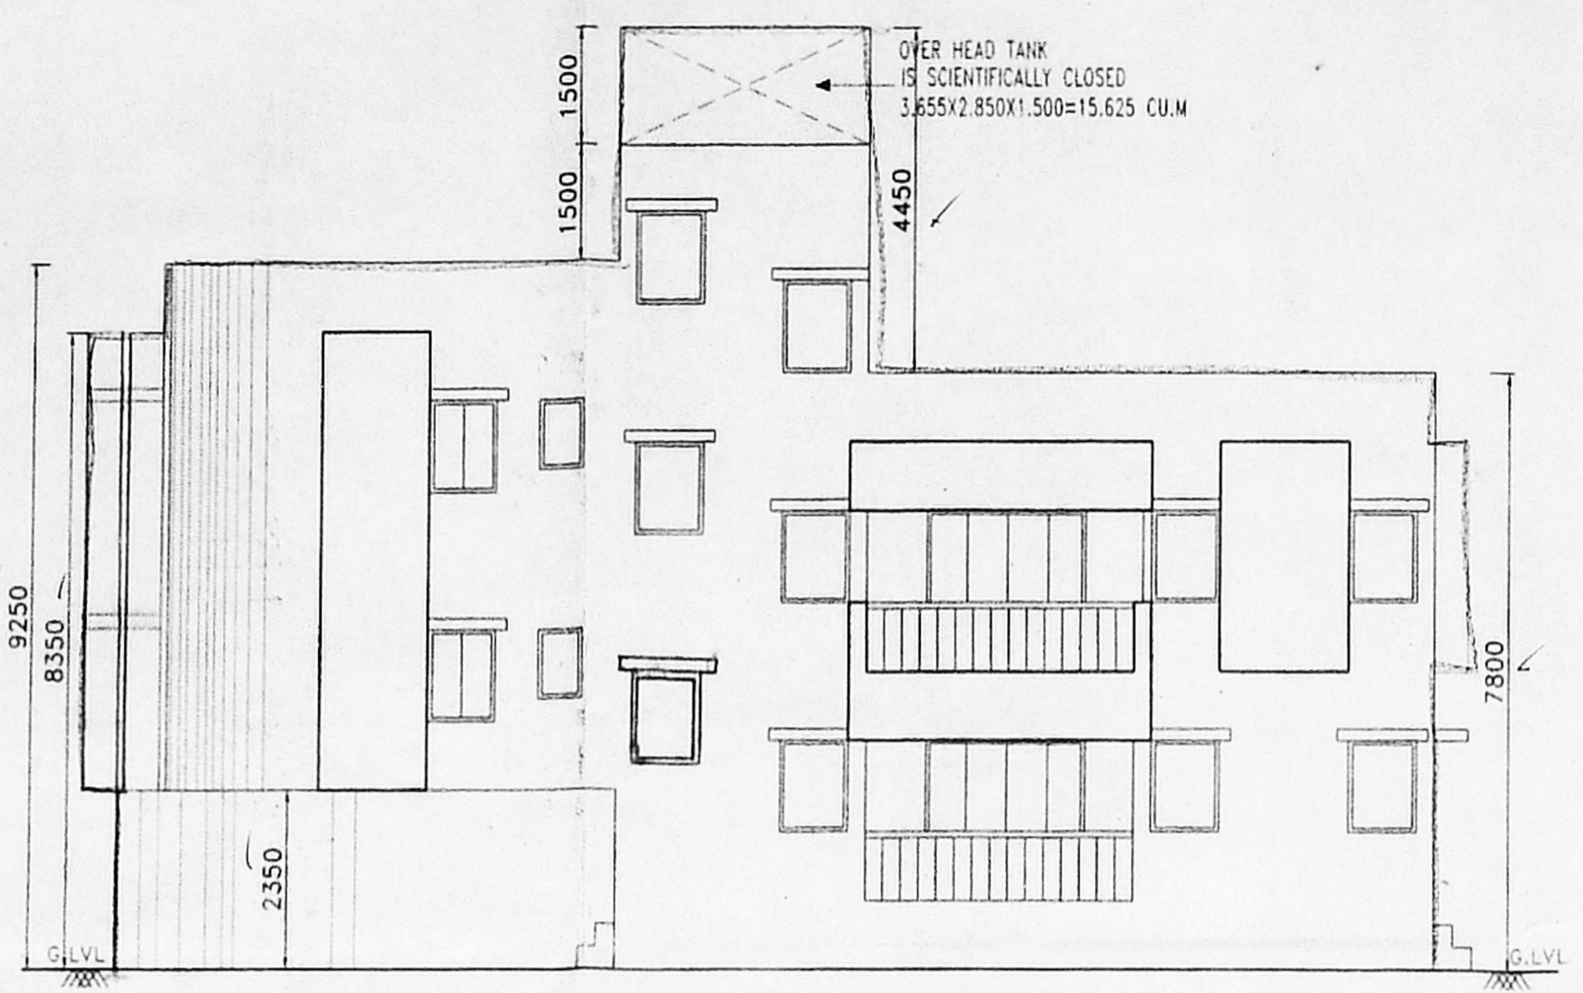 OVER HEAD TANK
IS SCIENTIFICALLY CLOSED
3.655X2.850X1.500=15.625 CU.M
1500
1500
4450
9250
8350
7800
2350
G.LVL
G.LVL